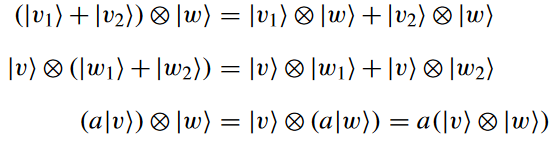 (|v₁⟩ + |v₂⟩) ⊗ |w⟩ = |v₁⟩ ⊗ |w⟩ + |v₂⟩ ⊗ |w⟩
|v⟩ ⊗ (|w₁⟩ + |w₂⟩) = |v⟩ ⊗ |w₁⟩ + |v⟩ ⊗ |w₂⟩
(a|v⟩) ⊗ |w⟩ = |v⟩ ⊗ (a|w⟩) = a(|v⟩ ⊗ |w⟩)